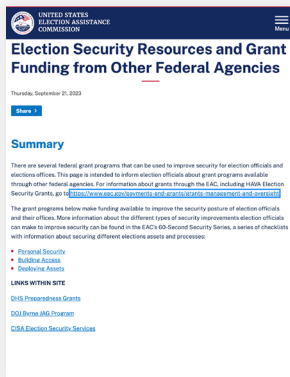 UNITED STATES
ELECTION ASSISTANCE
COMMISSION
Menu
Election Security Resources and Grant
Funding from Other Federal Agencies
Thursday, September 21, 2023
Share >
Summary
There are several federal grant programs that can be used to improve security for election officials and
elections offices. This page is intended to inform election officials about grant programs available
through other federal agencies. For information about grants through the EAC, including HAVA Election
Security Grants, go to https://www.eac.gov/payments-and-grants/grants-management-and-oversight
The grant programs below make funding available to improve the security posture of election officials
and their offices. More information about the different types of security improvements election officials
can make to improve security can be found in the EAC's 60-Second Security Series, a series of checklists
with information about securing different elections assets and processes:
• Personal Security
• Building Access
• Deploying Assets
LINKS WITHIN SITE
DHS Preparedness Grants
DOJ Byrne JAG Program
CISA Election Security Services